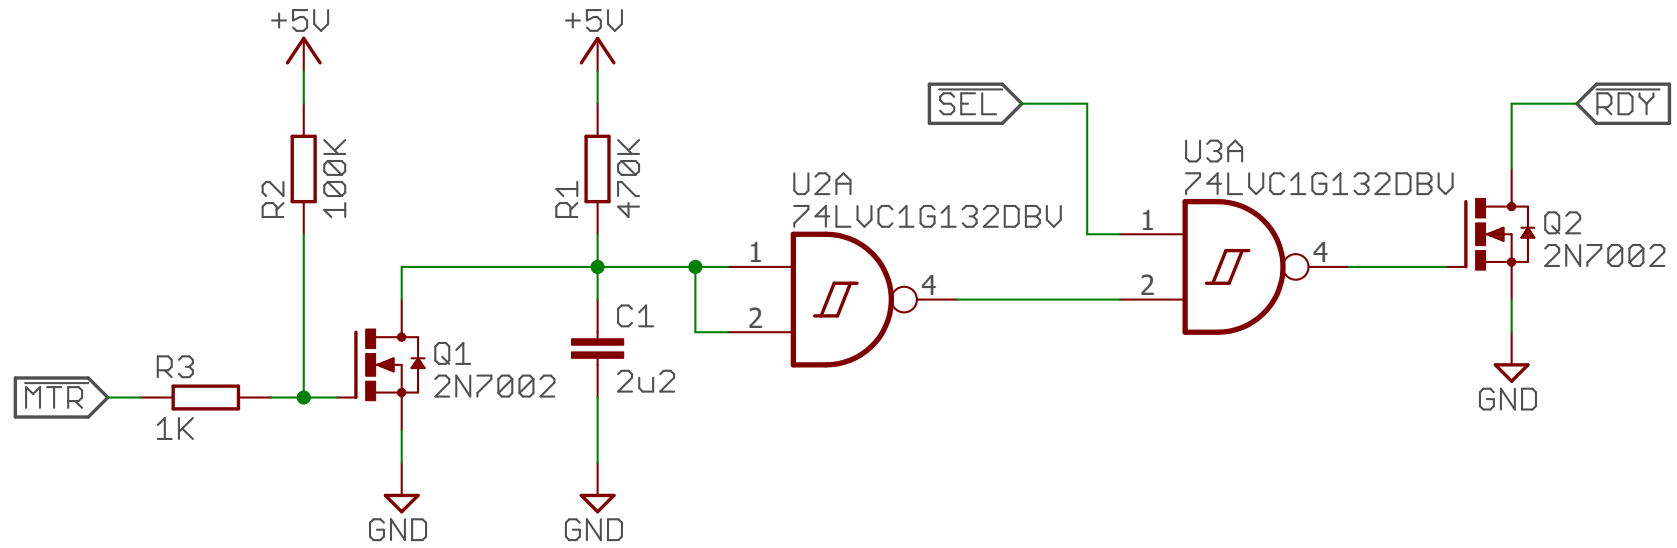 +5V
+5V
R2
100K
R1
470K
SEL
RDY
U2A
74LVC1G132DBV
U3A
74LVC1G132DBV
1
2
4
1
2
4
Q2
2N7002
C1
2u2
Q1
2N7002
MTR
R3
1K
GND
GND
GND